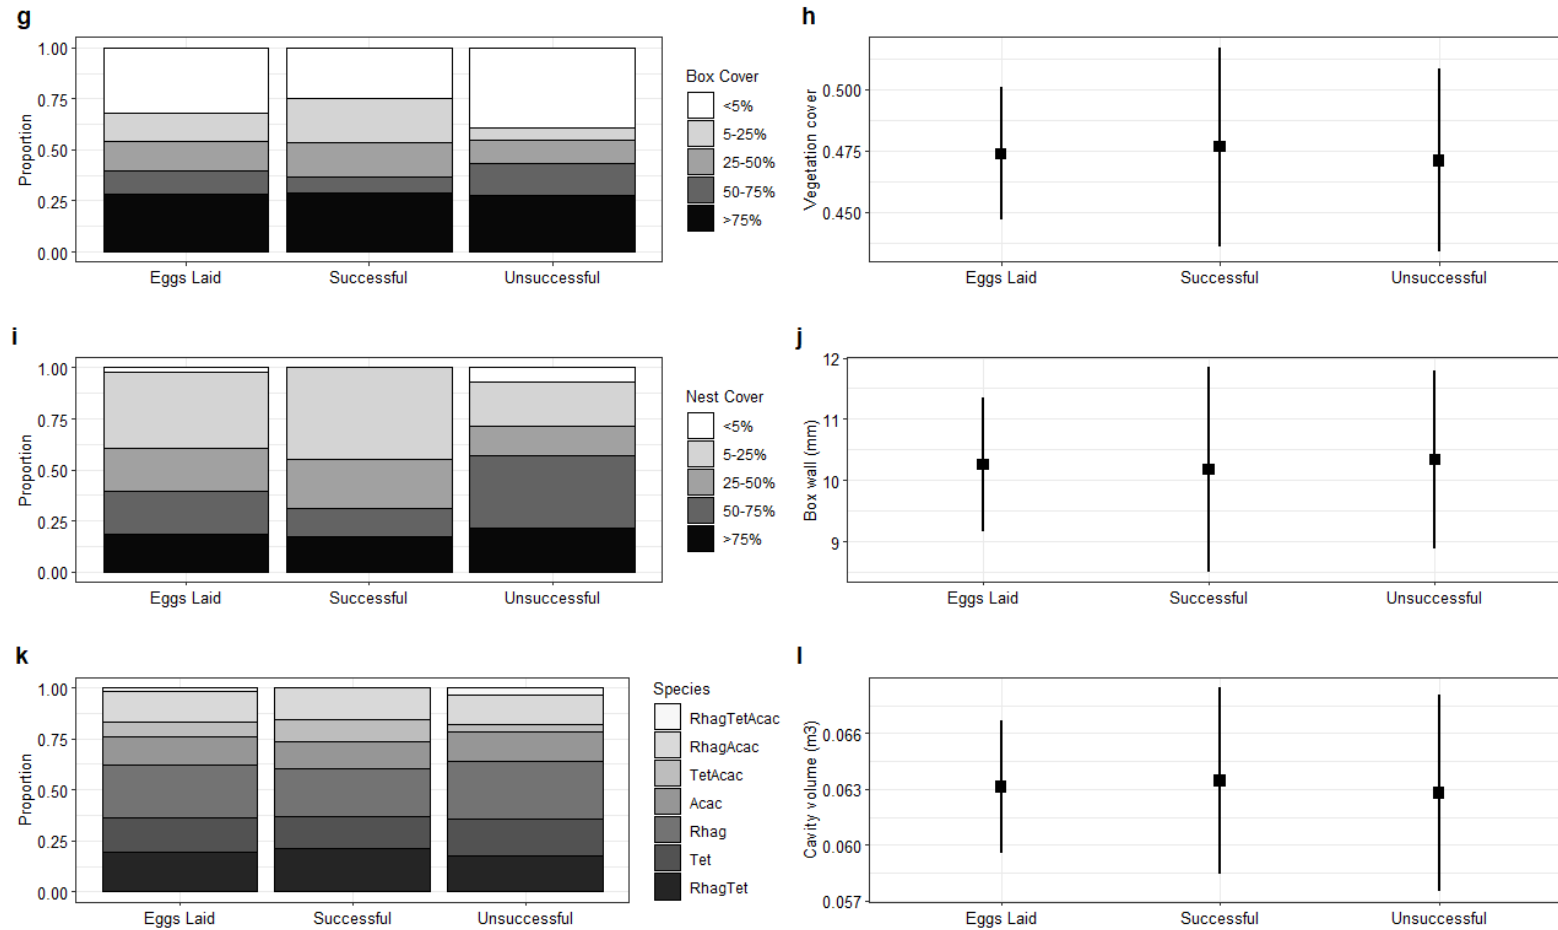 g
1.00
0.75
0.50
0.25
0.00
Proportion
Eggs Laid
Successful
Unsuccessful
Box Cover
<5%
5-25%
25-50%
50-75%
>75%
h
0.500
0.475
0.450
Vegetation cover
Eggs Laid
Successful
Unsuccessful
i
1.00
0.75
0.50
0.25
0.00
Proportion
Eggs Laid
Successful
Unsuccessful
Nest Cover
<5%
5-25%
25-50%
50-75%
>75%
j
12
11
10
9
Box wall (mm)
Eggs Laid
Successful
Unsuccessful
k
1.00
0.75
0.50
0.25
0.00
Proportion
Eggs Laid
Successful
Unsuccessful
Species
RhagTetAcac
RhagAcac
TetAcac
Acac
Rhag
Tet
RhagTet
l
0.066
0.063
0.060
0.057
Cavity volume (m3)
Eggs Laid
Successful
Unsuccessful